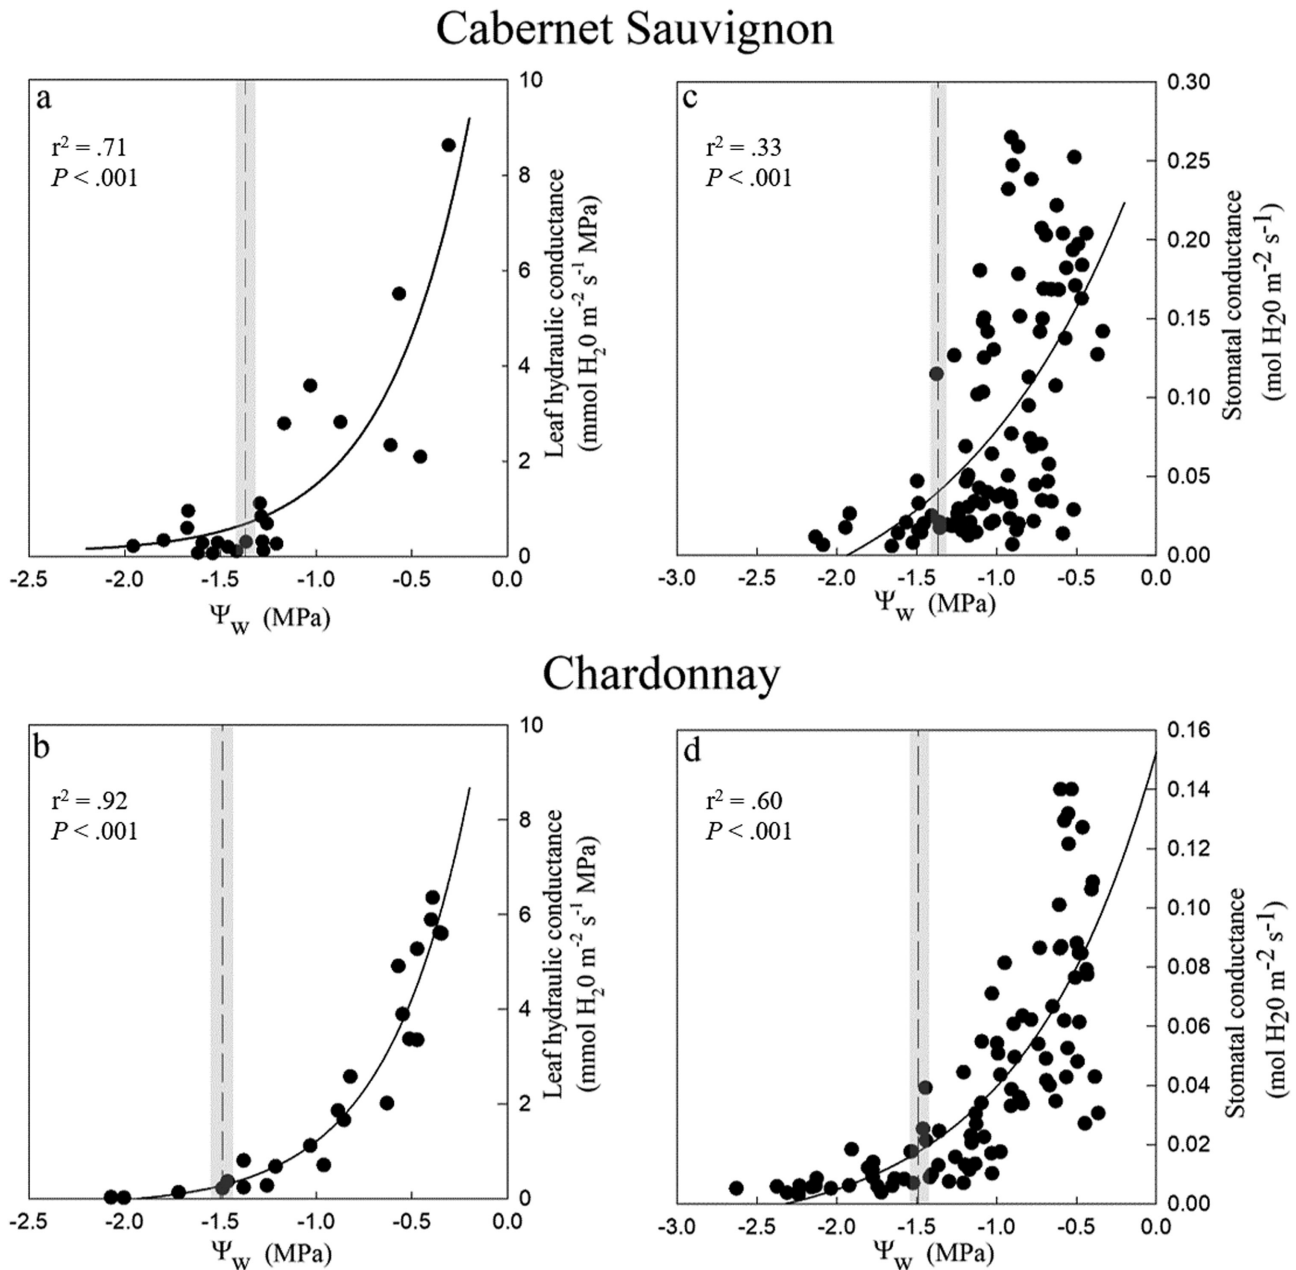 Cabernet Sauvignon
a
r² = .71
P < .001
10
8
6
4
2
0
Leaf hydraulic conductance
(mmol H₂0 m⁻² s⁻¹ MPa)
-2.5 -2.0 -1.5 -1.0 -0.5 0.0
Ψw (MPa)
c
r² = .33
P < .001
0.30
0.25
0.20
0.15
0.10
0.05
0.00
Stomatal conductance
(mol H₂0 m⁻² s⁻¹)
-3.0 -2.5 -2.0 -1.5 -1.0 -0.5 0.0
Ψw (MPa)
Chardonnay
b
r² = .92
P < .001
10
8
6
4
2
0
Leaf hydraulic conductance
(mmol H₂0 m⁻² s⁻¹ MPa)
-2.5 -2.0 -1.5 -1.0 -0.5 0.0
Ψw (MPa)
d
r² = .60
P < .001
0.16
0.14
0.12
0.10
0.08
0.06
0.04
0.02
0.00
Stomatal conductance
(mol H₂0 m⁻² s⁻¹)
-3.0 -2.5 -2.0 -1.5 -1.0 -0.5 0.0
Ψw (MPa)